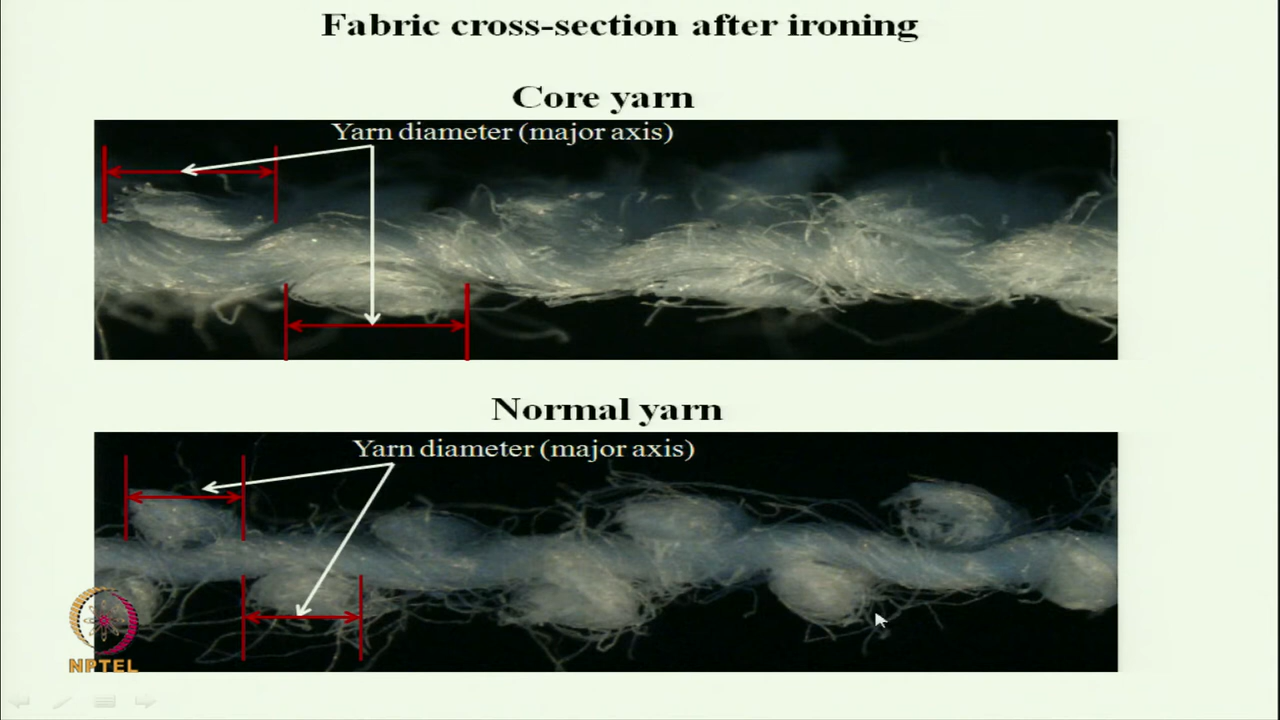 Fabric cross-section after ironing
Core yarn
Yarn diameter (major axis)
Normal yarn
Yarn diameter (major axis)
NPTEL